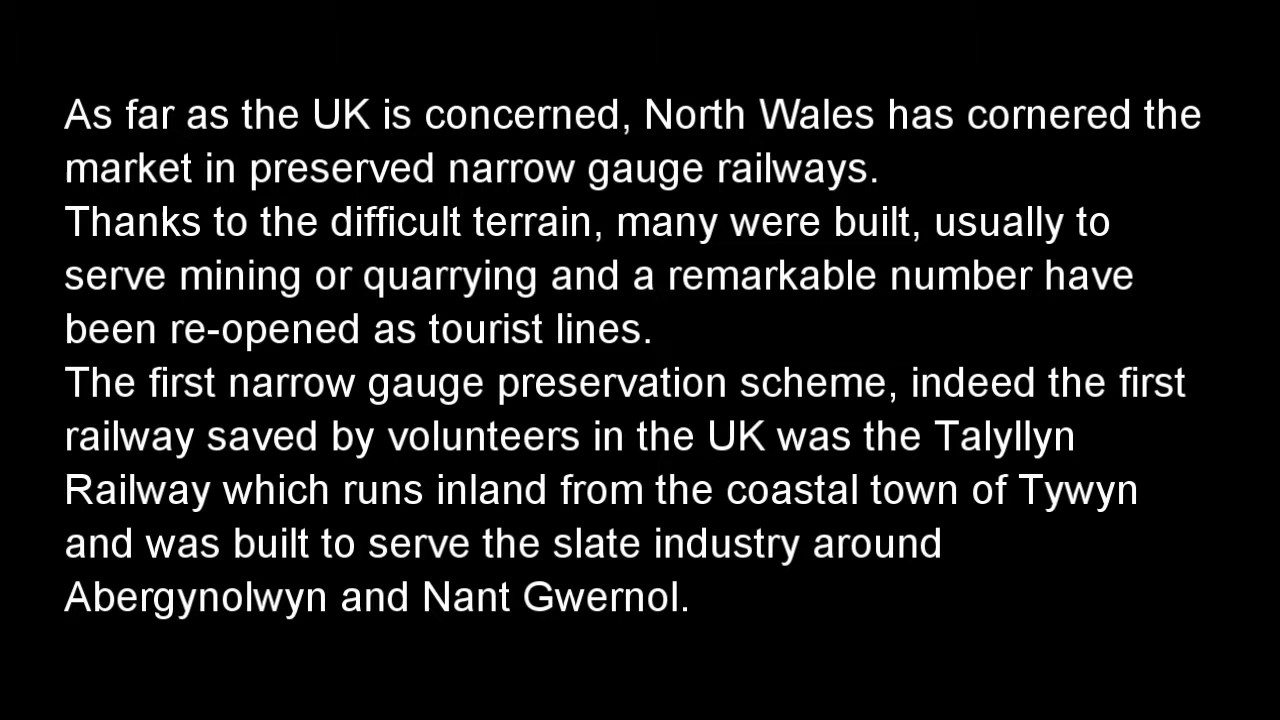 As far as the UK is concerned, North Wales has cornered the
market in preserved narrow gauge railways.
Thanks to the difficult terrain, many were built, usually to
serve mining or quarrying and a remarkable number have
been re-opened as tourist lines.
The first narrow gauge preservation scheme, indeed the first
railway saved by volunteers in the UK was the Talyllyn
Railway which runs inland from the coastal town of Tywyn
and was built to serve the slate industry around
Abergynolwyn and Nant Gwernol.